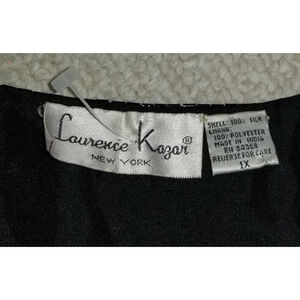 Laurence Kazar®
NEW YORK
SHELL: 100% SILK
LINING:
100% POLYESTER
MADE IN INDIA
RN 84368
REVERSE FOR CARE
1X